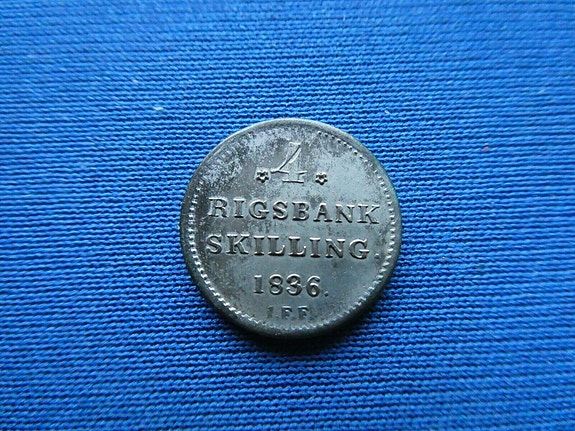 4
RIGSBANK
SKILLING.
1836.
I.F.F.